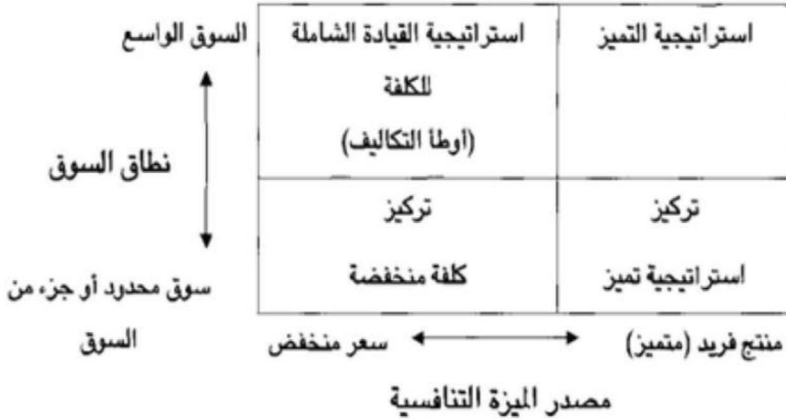 السوق الواسع
استراتيجية القيادة الشاملة
للكلفة
(أوطأ التكاليف)
استراتيجية التميز
نطاق السوق
تركيز
كلفة منخفضة
تركيز
استراتيجية تميز
سوق محدود أو جزء من
السوق
سعر منخفض
منتج فريد (متميز)
مصدر الميزة التنافسية